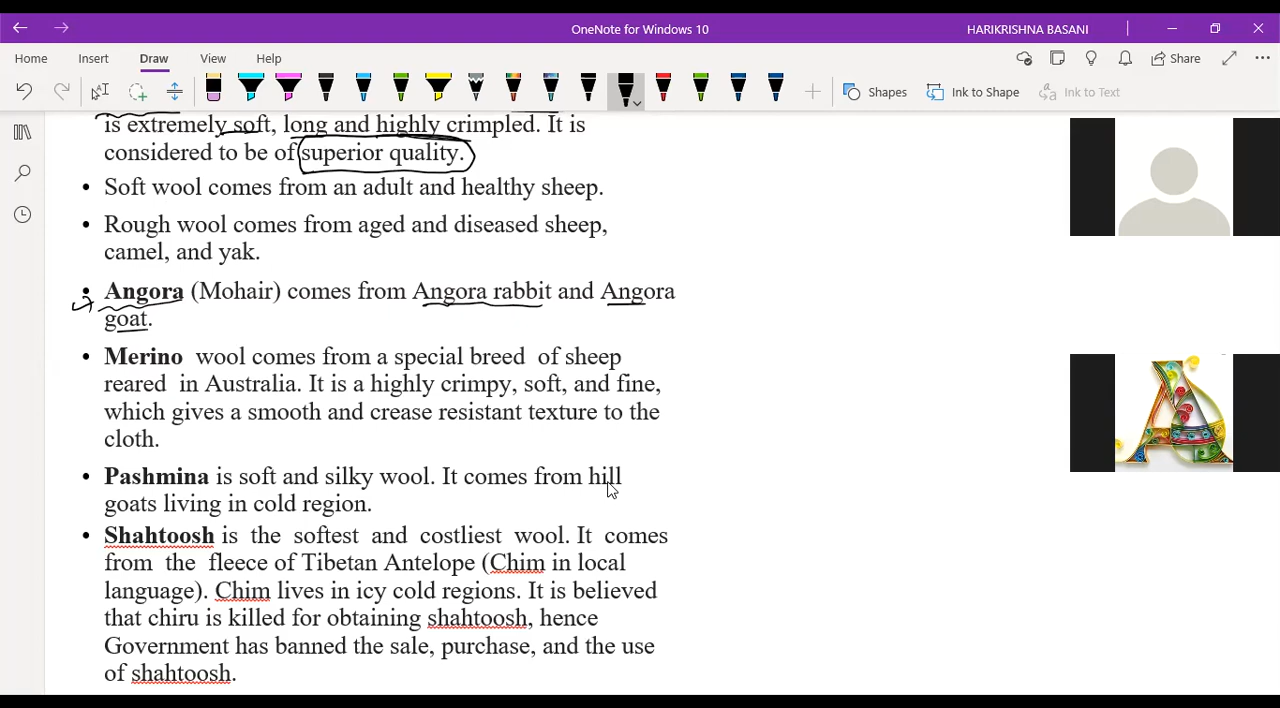 OneNote for Windows 10
HARIKRISHNA BASANI
Home Insert Draw View Help
Share
Shapes
Ink to Shape
Ink to Text
is extremely soft, long and highly crimpled. It is
considered to be of superior quality.
• Soft wool comes from an adult and healthy sheep.
• Rough wool comes from aged and diseased sheep,
camel, and yak.
• Angora (Mohair) comes from Angora rabbit and Angora
goat.
• Merino wool comes from a special breed of sheep
reared in Australia. It is a highly crimpy, soft, and fine,
which gives a smooth and crease resistant texture to the
cloth.
• Pashmina is soft and silky wool. It comes from hill
goats living in cold region.
• Shahtoosh is the softest and costliest wool. It comes
from the fleece of Tibetan Antelope (Chim in local
language). Chim lives in icy cold regions. It is believed
that chiru is killed for obtaining shahtoosh, hence
Government has banned the sale, purchase, and the use
of shahtoosh.
A